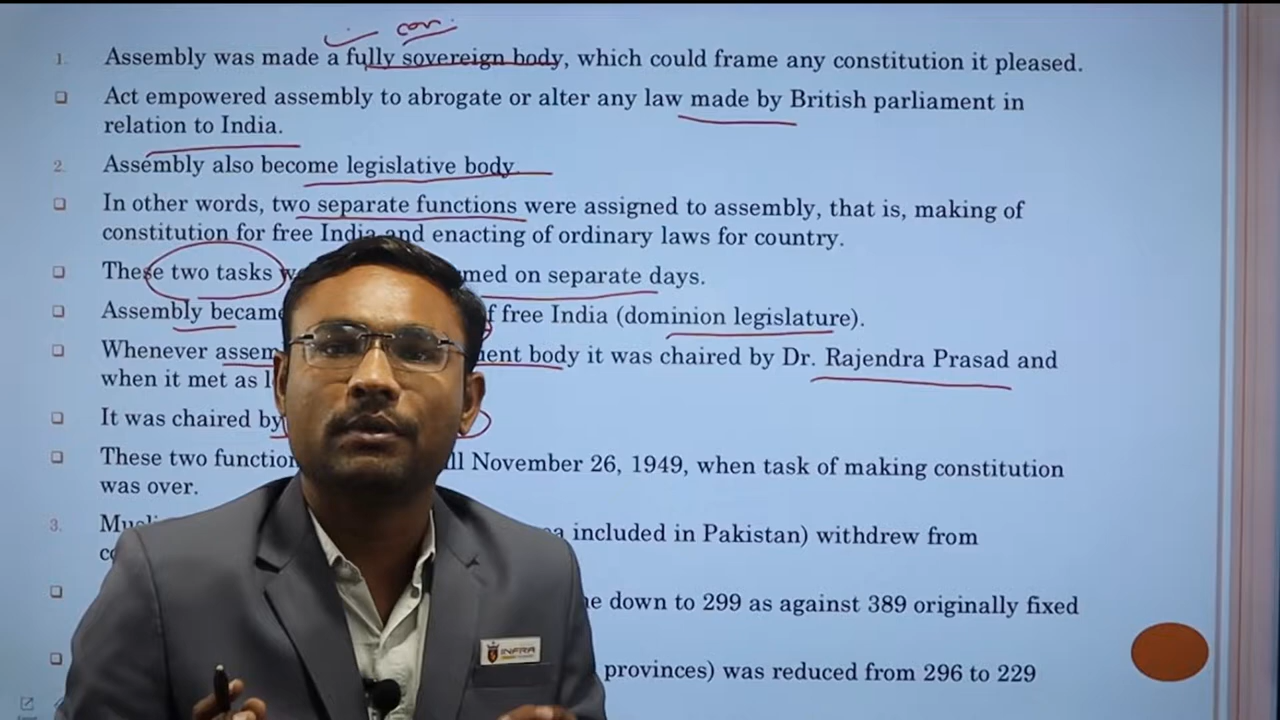 con.
1. Assembly was made a fully sovereign body, which could frame any constitution it pleased.
Act empowered assembly to abrogate or alter any law made by British parliament in
relation to India.
2. Assembly also become legislative body.
In other words, two separate functions were assigned to assembly, that is, making of
constitution for free India and enacting of ordinary laws for country.
These two tasks med on separate days.
Assembly became f free India (dominion legislature).
Whenever assem ent body it was chaired by Dr. Rajendra Prasad and
when it met as l
It was chaired by
These two function ll November 26, 1949, when task of making constitution
was over.
3. included in Pakistan) withdrew from
down to 299 as against 389 originally fixed
provinces) was reduced from 296 to 229
INFRA